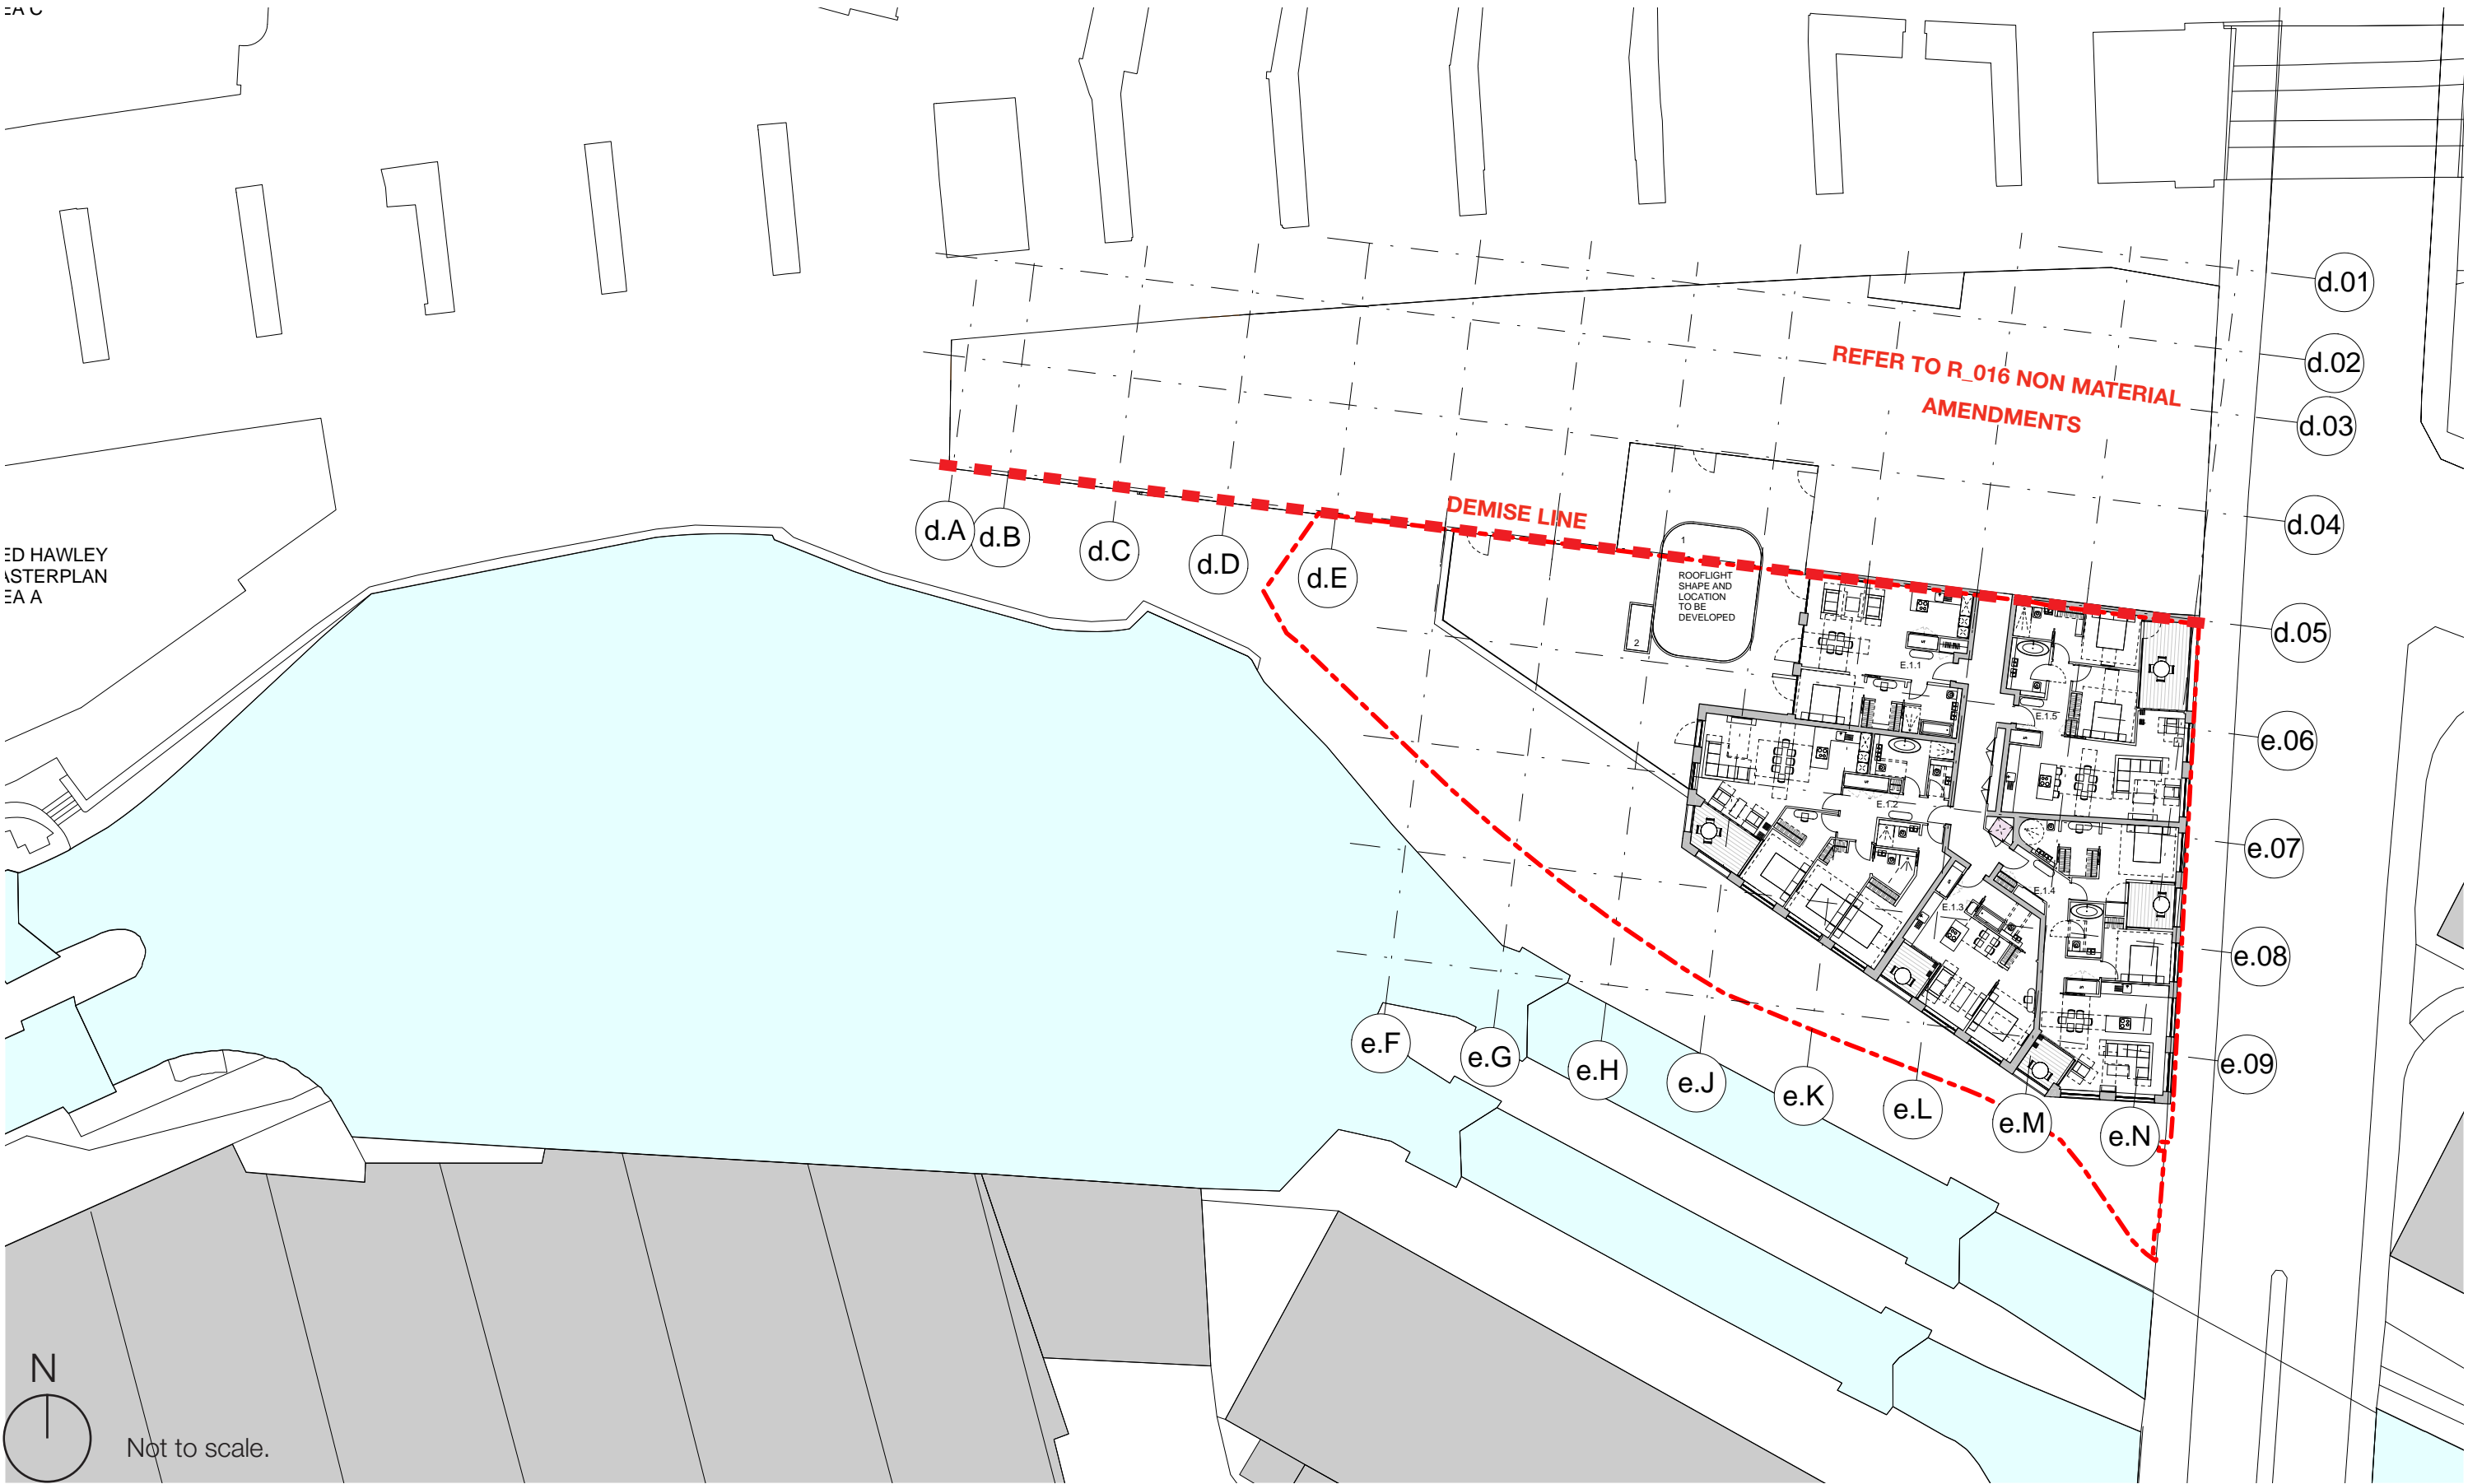 EA C
d.01
d.02
REFER TO R_016 NON MATERIAL
AMENDMENTS
d.03
d.04
DEMISE LINE
d.A
d.B
d.C
d.D
d.E
1
ROOFLIGHT
SHAPE AND
LOCATION
TO BE
DEVELOPED
2
ED HAWLEY
ASTERPLAN
EA A
d.05
E.1.1
E.1.5
e.06
E.1.2
e.07
E.1.4
E.1.3
e.08
e.09
e.F
e.G
e.H
e.J
e.K
e.L
e.M
e.N
N
Not to scale.